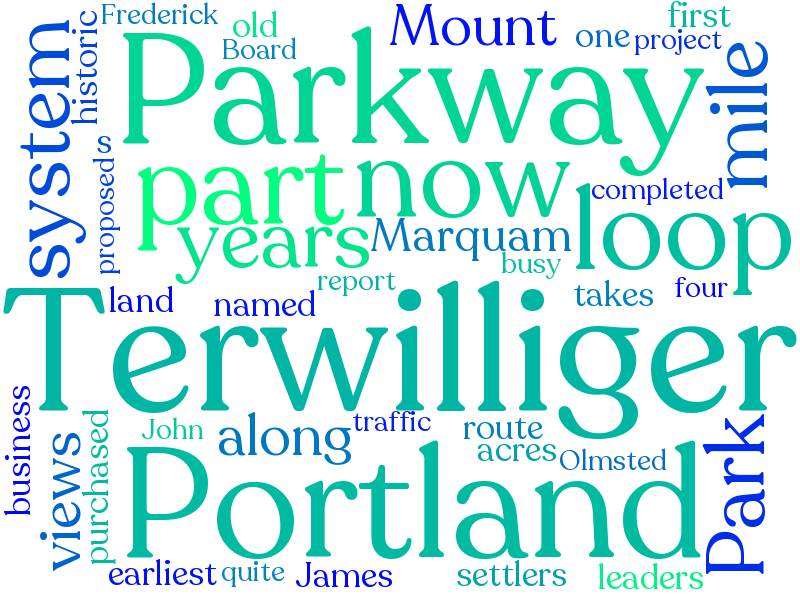 Frederick
old
Board
Mount
one
project
first
system
historic
Parkway
mile
s
proposed
part
now
completed
years
Marquam
loop
busy
report
land
named
Terwilliger
takes
four
business
views
purchased
John
along
traffic
route
acres
Olmsted
Park
Portland
earliest
quite
James
settlers
leaders